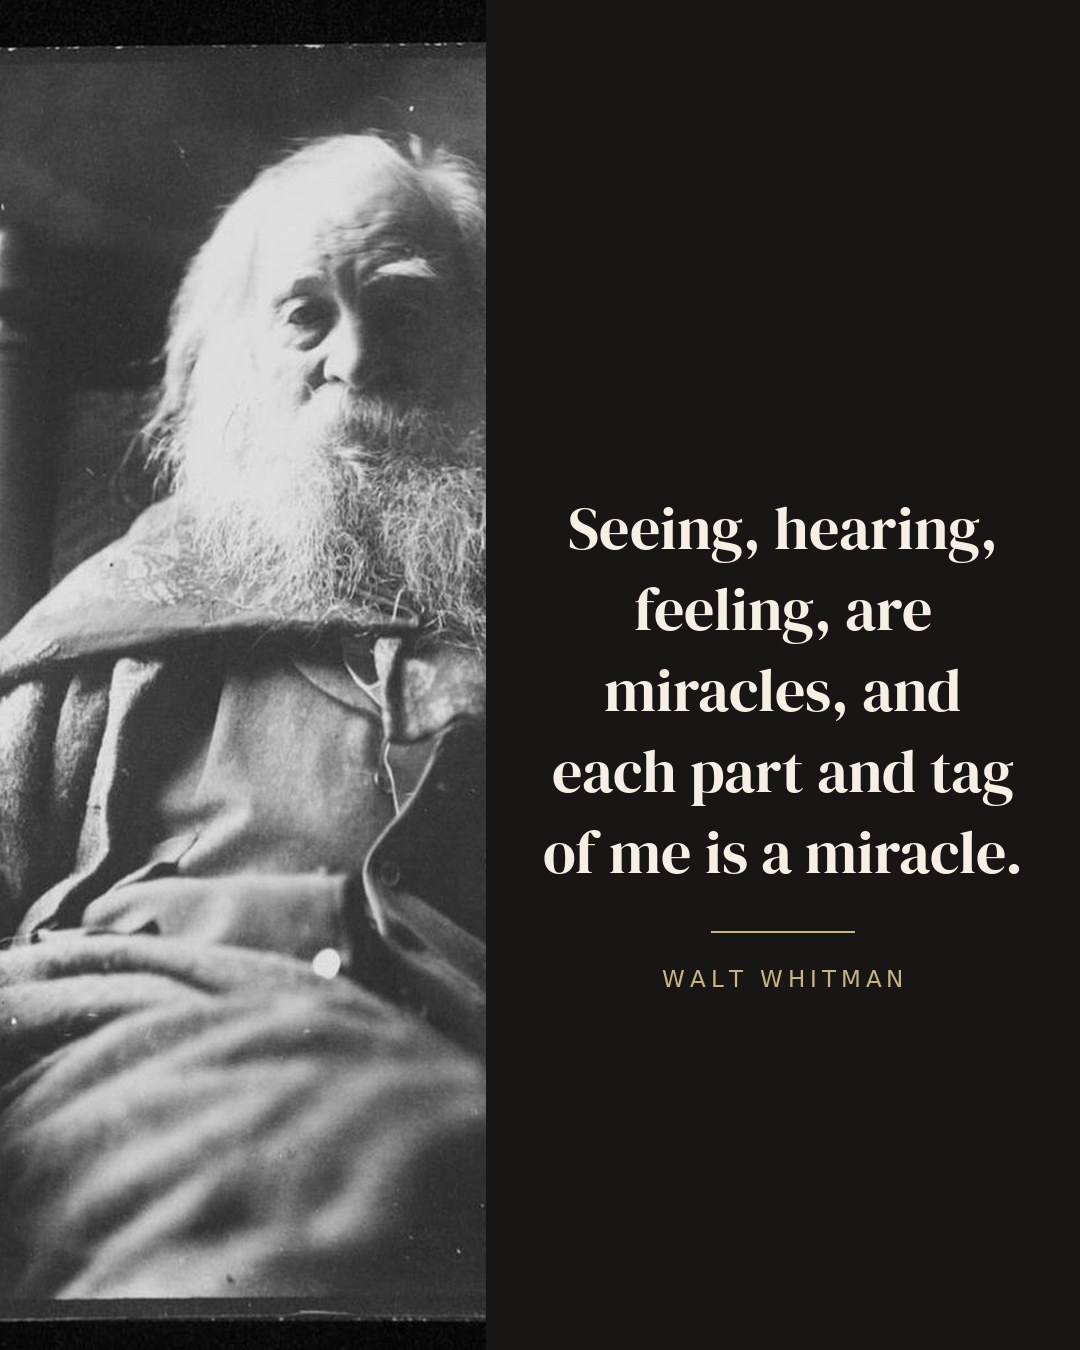 Seeing, hearing,
feeling, are
miracles, and
each part and tag
of me is a miracle.
WALT WHITMAN